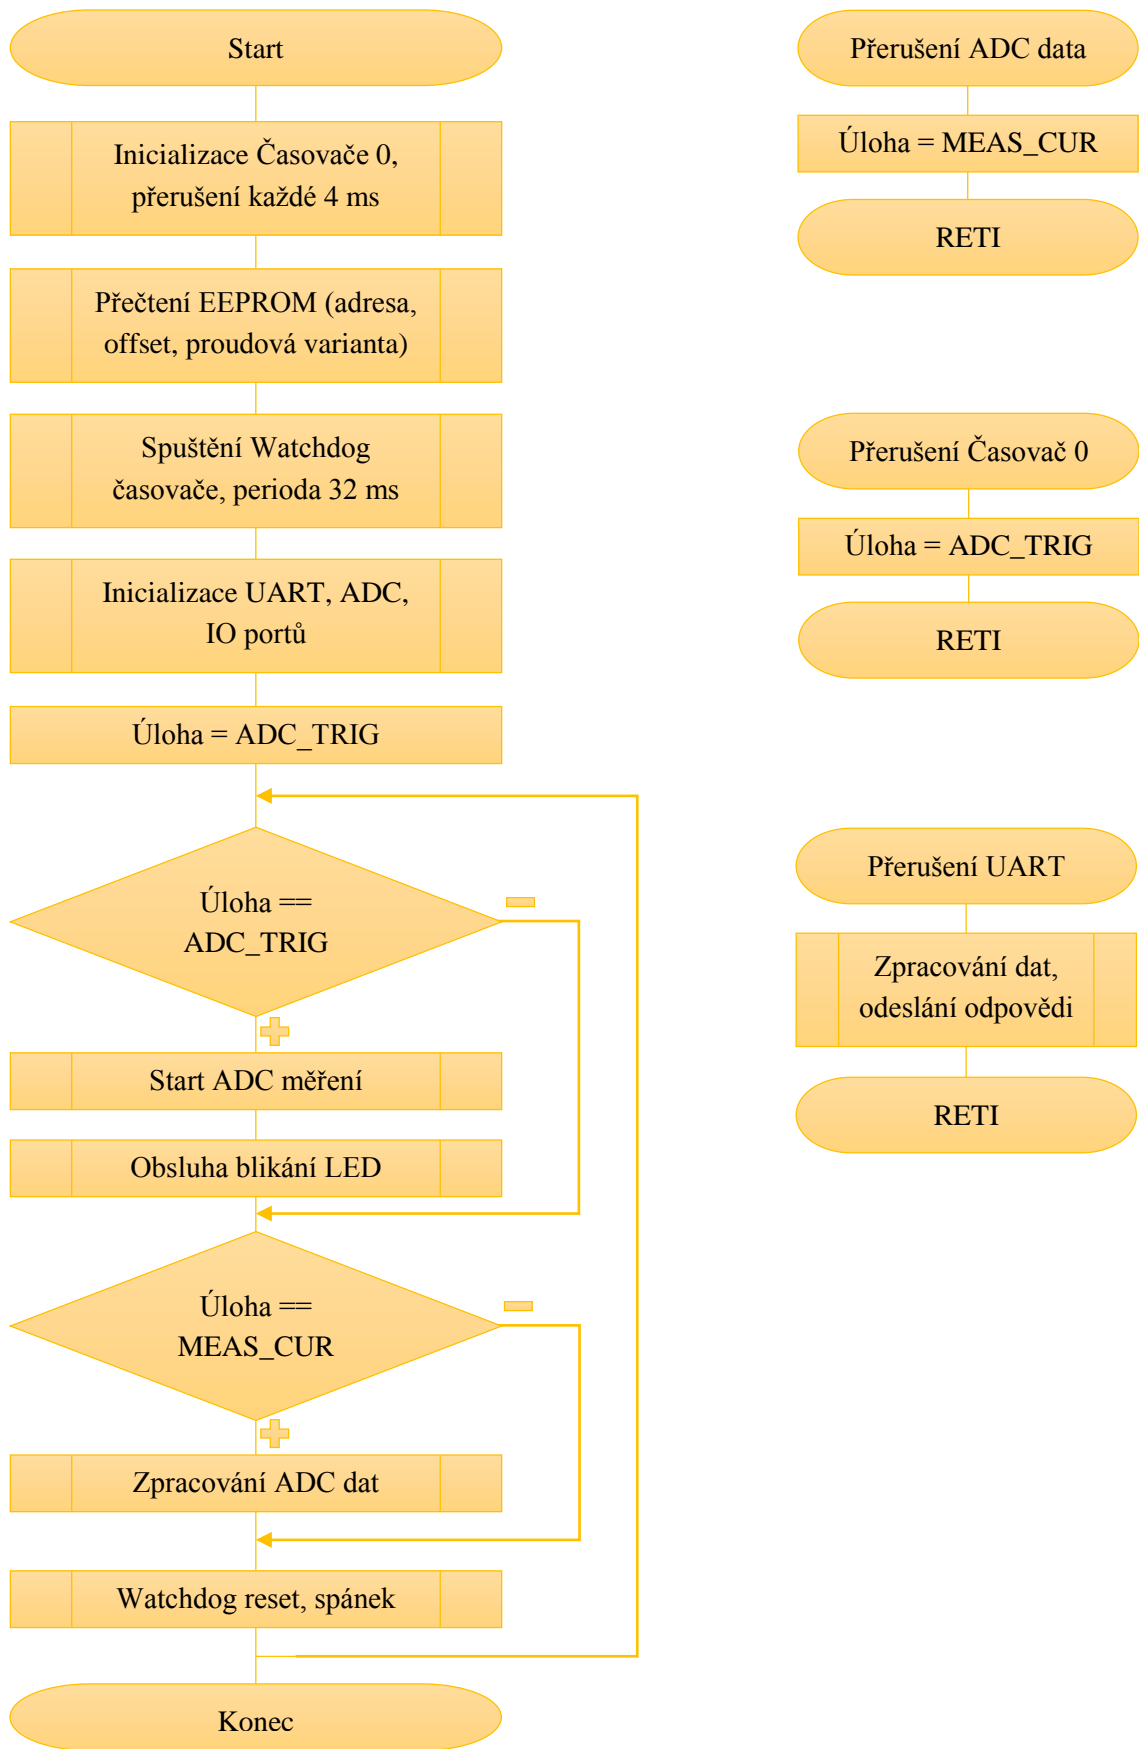 Start
Inicializace Časovače 0,
přerušení každé 4 ms
Přečtení EEPROM (adresa,
offset, proudová varianta)
Spuštění Watchdog
časovače, perioda 32 ms
Inicializace UART, ADC,
IO portů
Úloha = ADC_TRIG
Úloha ==
ADC_TRIG
Start ADC měření
Obsluha blikání LED
Úloha ==
MEAS_CUR
Zpracování ADC dat
Watchdog reset, spánek
Konec
Přerušení ADC data
Úloha = MEAS_CUR
RETI
Přerušení Časovač 0
Úloha = ADC_TRIG
RETI
Přerušení UART
Zpracování dat,
odeslání odpovědi
RETI